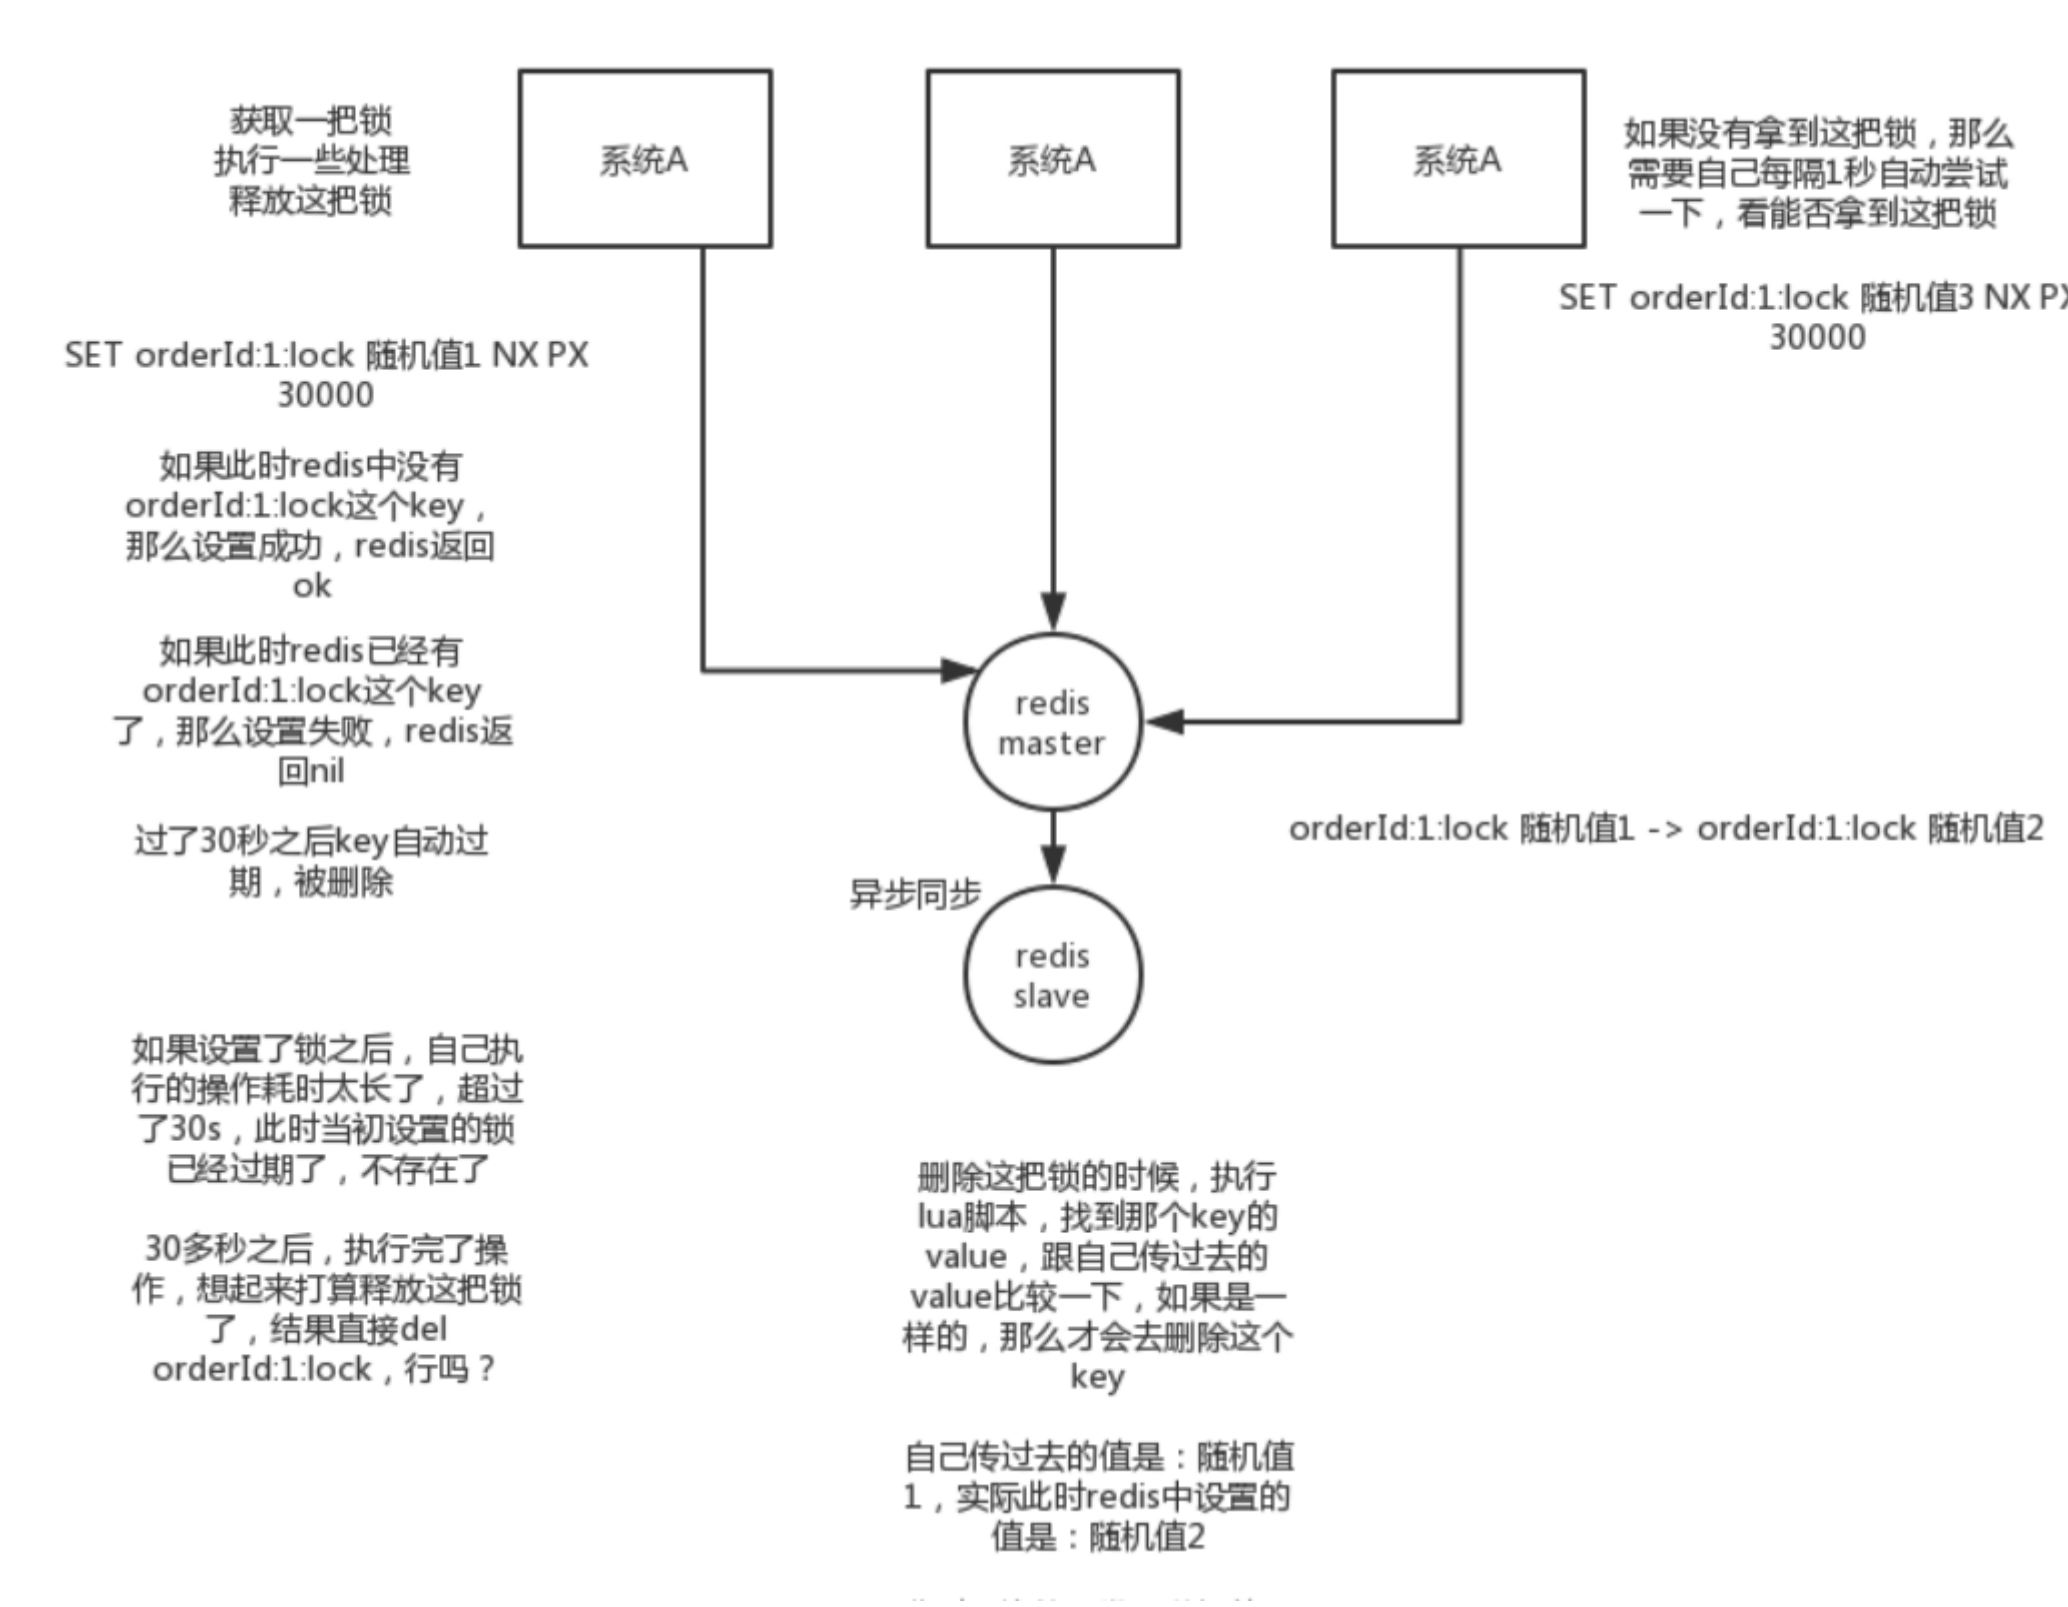 获取一把锁
执行一些处理
释放这把锁
系统A
系统A
系统A
如果没有拿到这把锁，那么
需要自己每隔1秒自动尝试
一下，看能否拿到这把锁
SET orderId:1:lock 随机值3 NX PX
30000
SET orderId:1:lock 随机值1 NX PX
30000
如果此时redis中没有
orderId:1:lock这个key，
那么设置成功，redis返回
ok
如果此时redis已经有
orderId:1:lock这个key
了，那么设置失败，redis返
回nil
过了30秒之后key自动过
期，被删除
redis
master
orderId:1:lock 随机值1 -> orderId:1:lock 随机值2
异步同步
redis
slave
如果设置了锁之后，自己执
行的操作耗时太长了，超过
了30s，此时当初设置的锁
已经过期了，不存在了
30多秒之后，执行完了操
作，想起来打算释放这把锁
了，结果直接del
orderId:1:lock，行吗？
删除这把锁的时候，执行
lua脚本，找到那个key的
value，跟自己传过去的
value比较一下，如果是一
样的，那么才会去删除这个
key
自己传过去的值是：随机值
1，实际此时redis中设置的
值是：随机值2